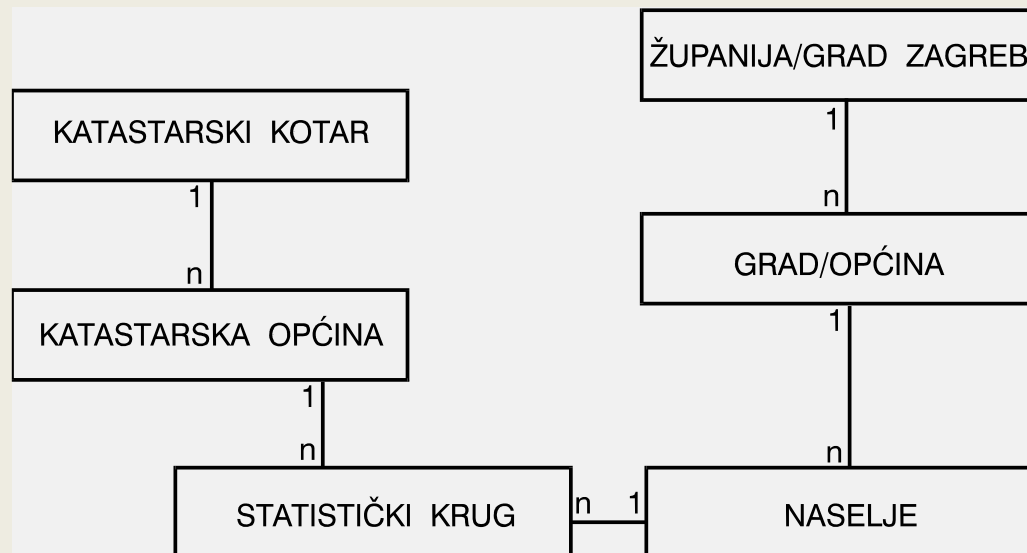 ŽUPANIJA/GRAD ZAGREB
KATASTARSKI KOTAR
1
1
n
n
GRAD/OPĆINA
KATASTARSKA OPĆINA
1
1
n
n
STATISTIČKI KRUG
n 1
NASELJE